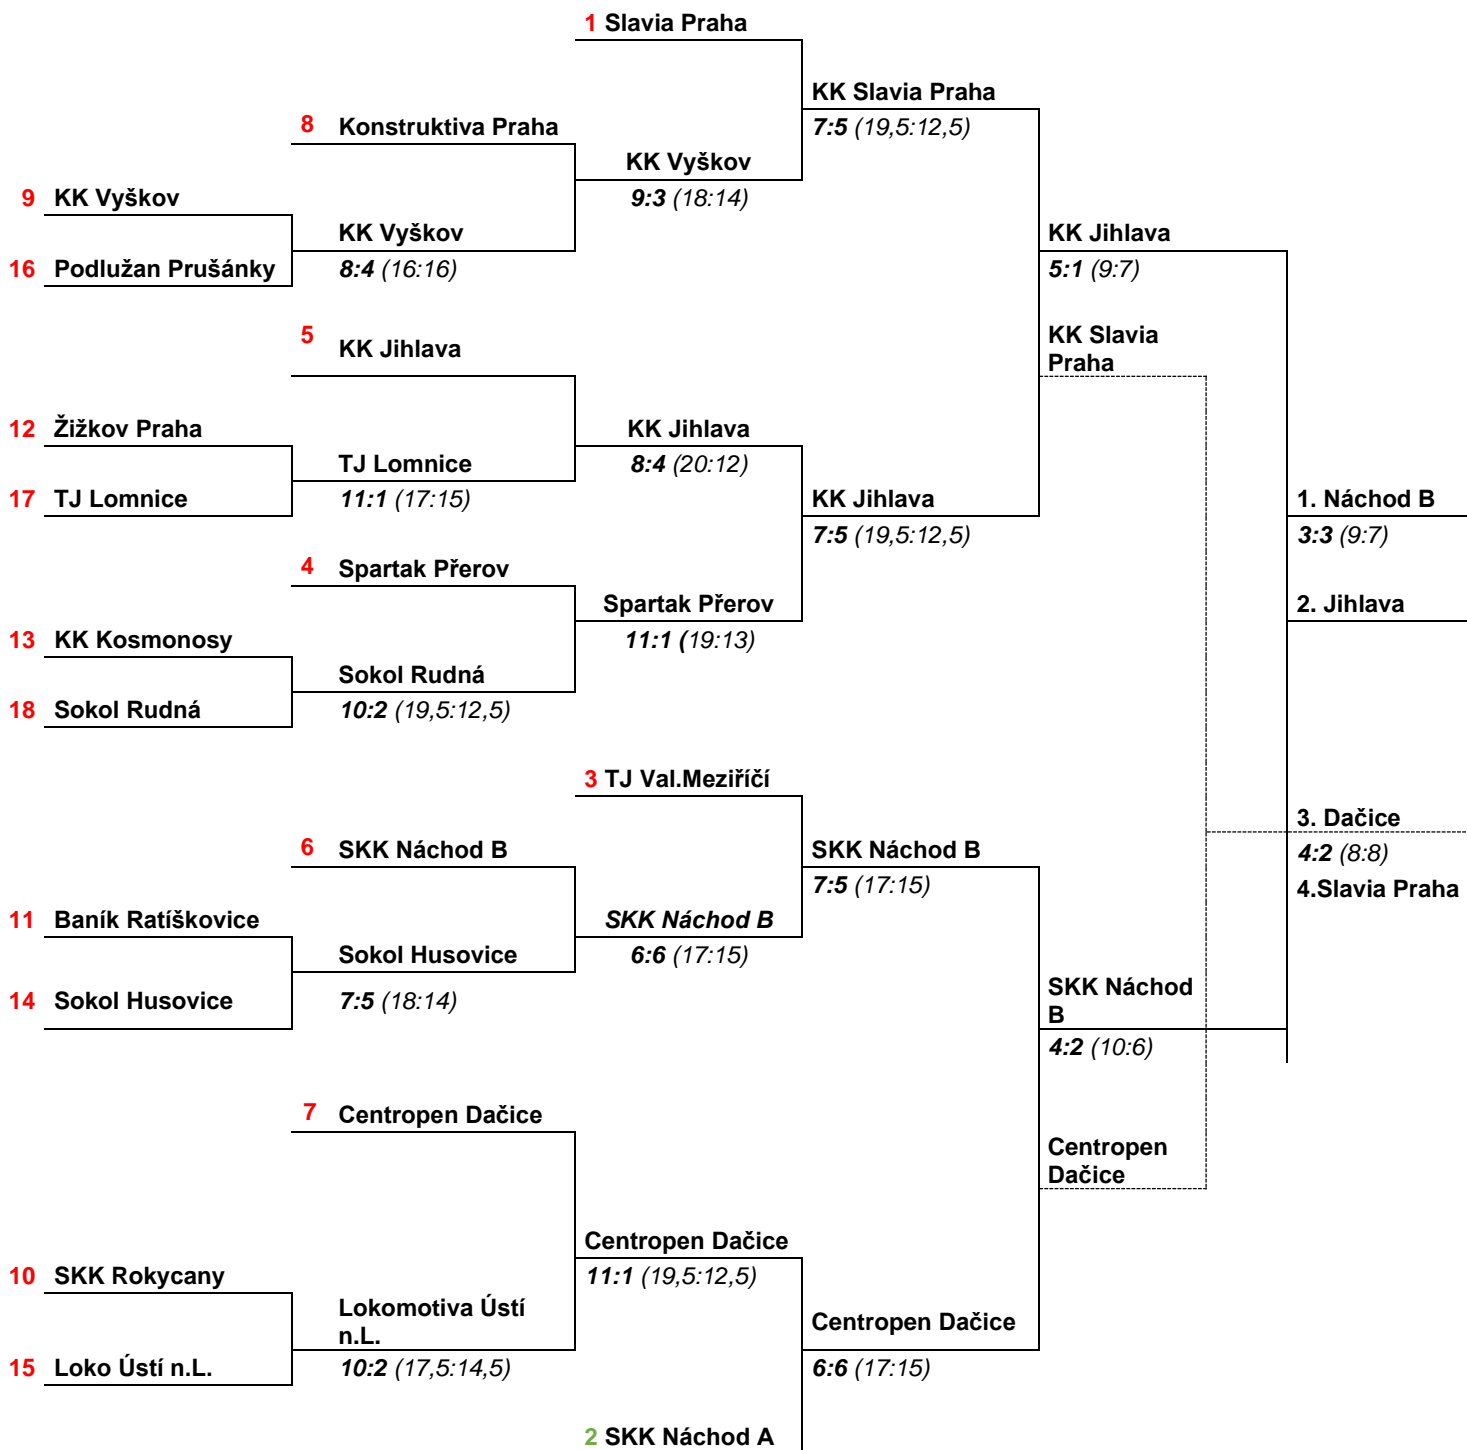 1 Slavia Praha
KK Slavia Praha
8 Konstruktiva Praha
7:5 (19,5:12,5)
KK Vyškov
9 KK Vyškov
9:3 (18:14)
KK Vyškov
KK Jihlava
16 Podlužan Prušánky
8:4 (16:16)
5:1 (9:7)
5 KK Jihlava
KK Slavia
Praha
12 Žižkov Praha
KK Jihlava
TJ Lomnice
8:4 (20:12)
17 TJ Lomnice
11:1 (17:15)
KK Jihlava
1. Náchod B
7:5 (19,5:12,5)
3:3 (9:7)
4 Spartak Přerov
Spartak Přerov
2. Jihlava
13 KK Kosmonosy
11:1 (19:13)
Sokol Rudná
18 Sokol Rudná
10:2 (19,5:12,5)
3 TJ Val.Meziříčí
3. Dačice
6 SKK Náchod B
SKK Náchod B
4:2 (8:8)
7:5 (17:15)
4.Slavia Praha
11 Baník Ratíškovice
SKK Náchod B
Sokol Husovice
6:6 (17:15)
14 Sokol Husovice
7:5 (18:14)
SKK Náchod
B
4:2 (10:6)
7 Centropen Dačice
Centropen
Dačice
Centropen Dačice
10 SKK Rokycany
11:1 (19,5:12,5)
Lokomotiva Ústí
n.L.
Centropen Dačice
15 Loko Ústí n.L.
10:2 (17,5:14,5)
6:6 (17:15)
2 SKK Náchod A